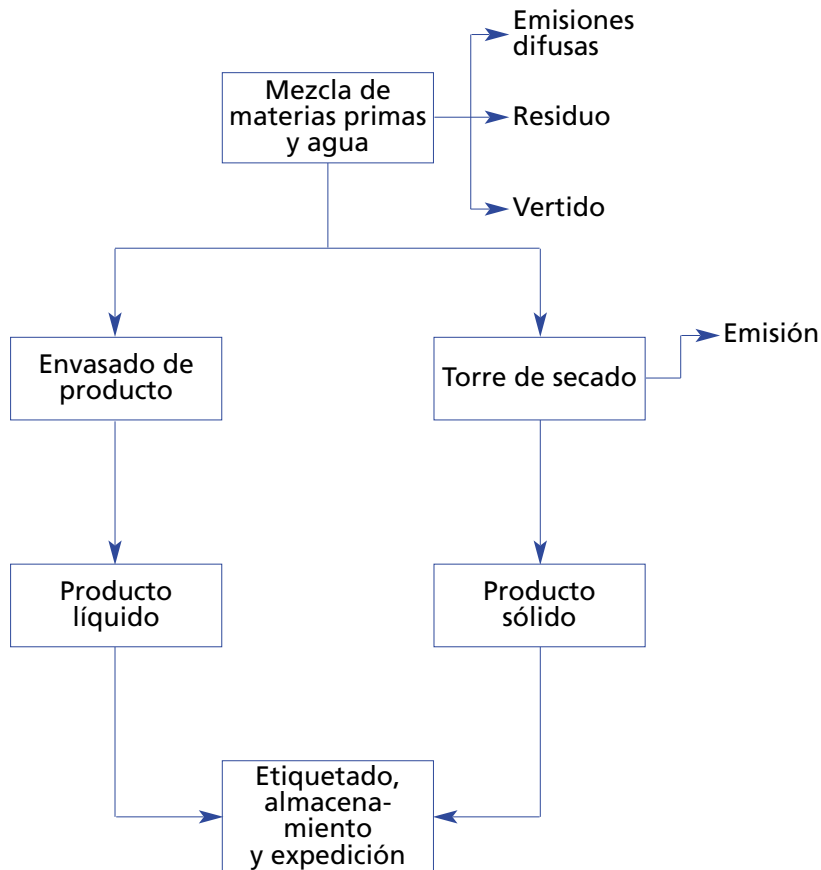 Emisiones
difusas
Mezcla de
materias primas
y agua
Residuo
Vertido
Envasado de
producto
Torre de secado
Emisión
Producto
líquido
Producto
sólido
Etiquetado,
almacena-
miento
y expedición